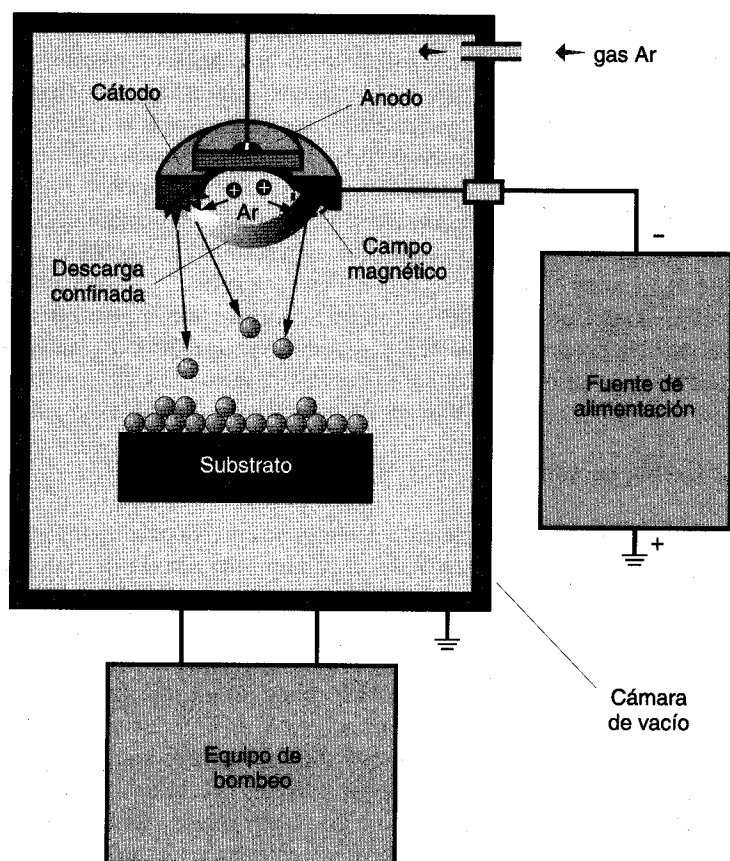 gas Ar
Cátodo
Anodo
+ +
Ar
Campo
magnético
Descarga
confinada
−
Fuente de
alimentación
+
Substrato
Cámara
de vacío
Equipo de
bombeo